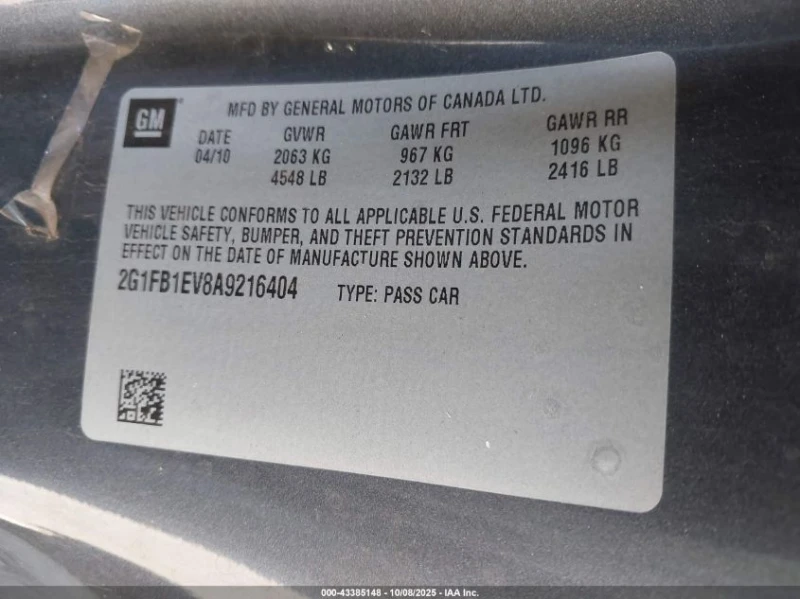 GM
MFD BY GENERAL MOTORS OF CANADA LTD.
DATE GVWR GAWR FRT GAWR RR
04/10 2063 KG 967 KG 1096 KG
4548 LB 2132 LB 2416 LB
THIS VEHICLE CONFORMS TO ALL APPLICABLE U.S. FEDERAL MOTOR
VEHICLE SAFETY, BUMPER, AND THEFT PREVENTION STANDARDS IN
EFFECT ON THE DATE OF MANUFACTURE SHOWN ABOVE.
2G1FB1EV8A9216404 TYPE: PASS CAR
000-43385148 - 10/08/2025 - IAA Inc.